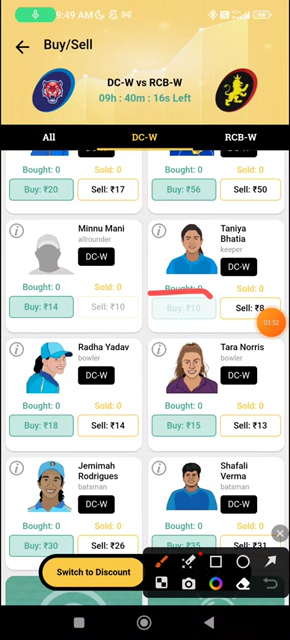 9:49 AM
Buy/Sell
DC-W vs RCB-W
09h : 40m : 16s Left
All DC-W RCB-W
Bought: 0 Sold: 0 Bought: 0 Sold: 0
Buy: ₹20 Sell: ₹17 Buy: ₹56 Sell: ₹50
Minnu Mani
allrounder
DC-W
Bought: 0 Sold: 0
Buy: ₹14 Sell: ₹10
Taniya
Bhatia
keeper
DC-W
Bought: 0 Sold: 0
Buy: ₹10 Sell: ₹8
03:52
Radha Yadav
bowler
DC-W
Bought: 0 Sold: 0
Buy: ₹18 Sell: ₹14
Tara Norris
bowler
DC-W
Bought: 0 Sold: 0
Buy: ₹15 Sell: ₹13
Jemimah
Rodrigues
batsman
DC-W
Bought: 0 Sold: 0
Buy: ₹30 Sell: ₹26
Shafali
Verma
batsman
DC-W
Bought: 0 Sold: 0
Buy: ₹35 Sell: ₹31
Switch to Discount